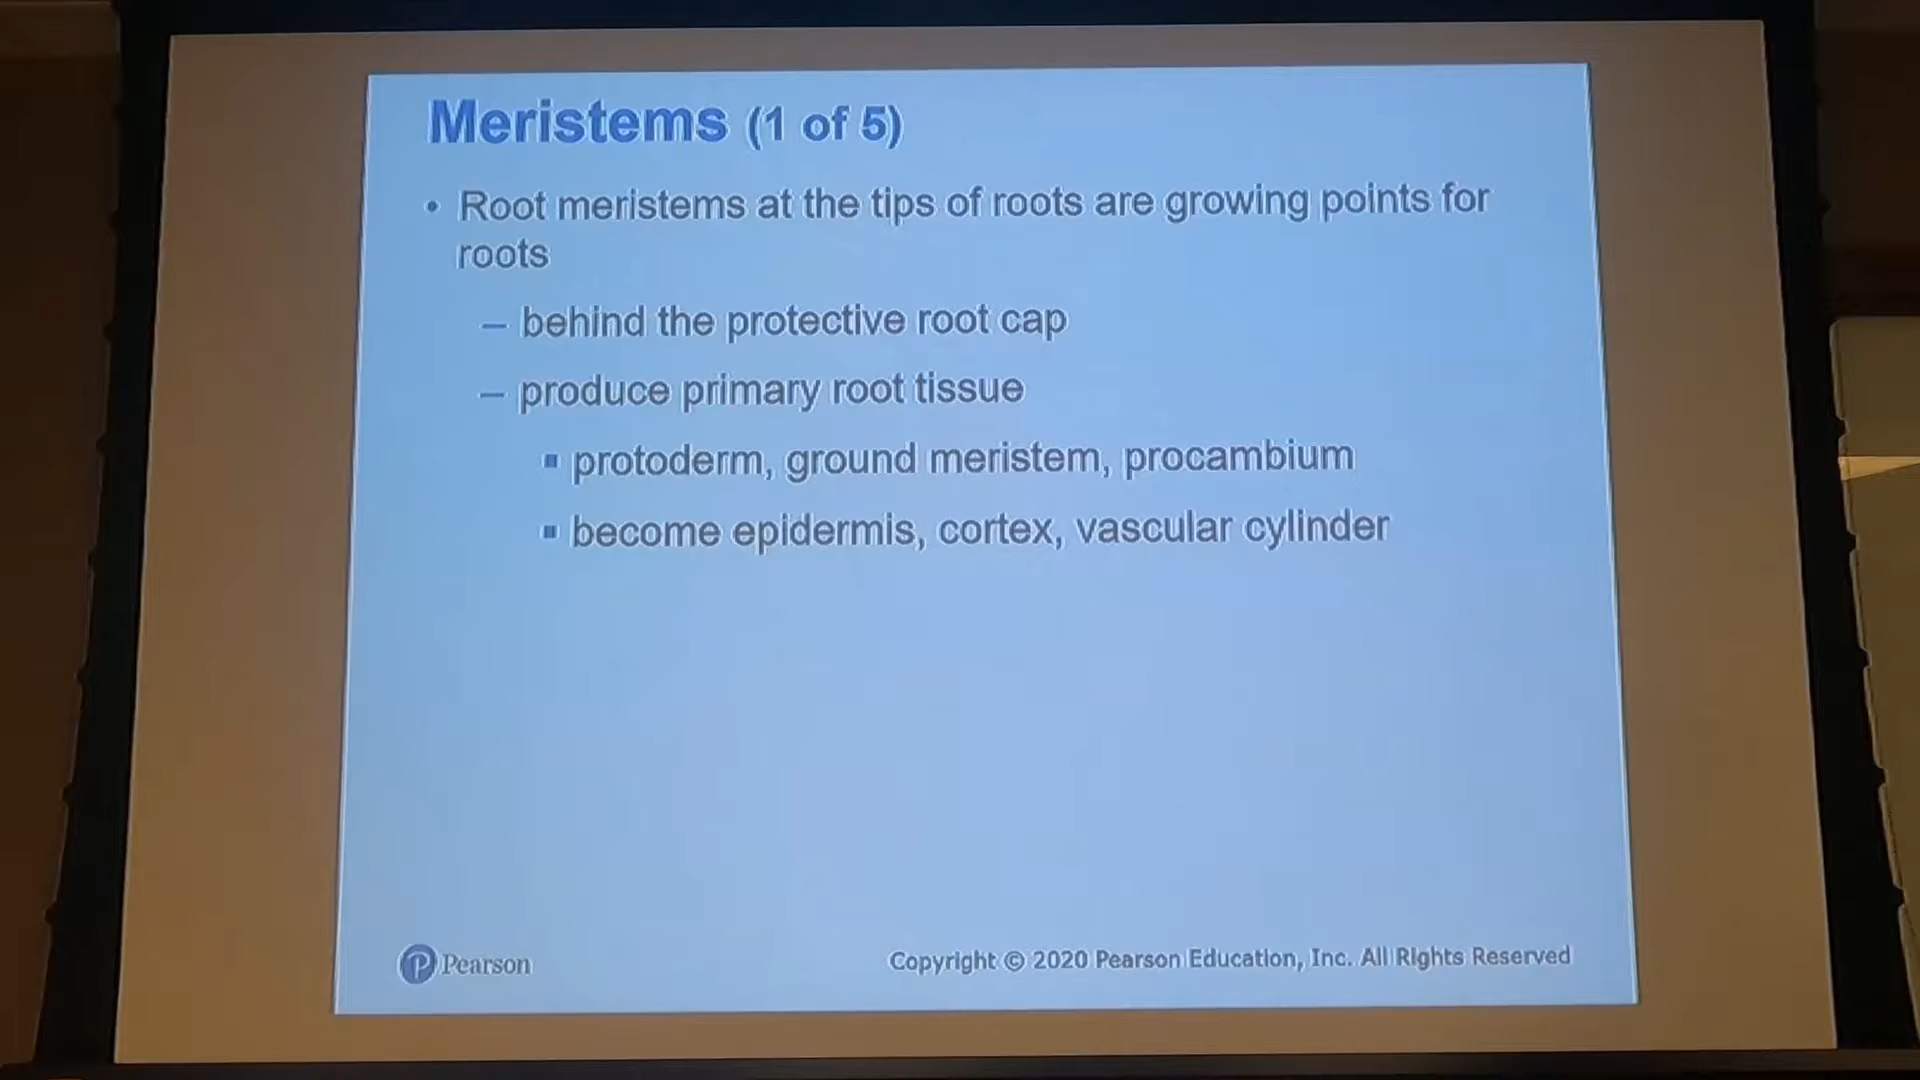 Meristems (1 of 5)
• Root meristems at the tips of roots are growing points for
roots
– behind the protective root cap
– produce primary root tissue
▪ protoderm, ground meristem, procambium
▪ become epidermis, cortex, vascular cylinder
P Pearson
Copyright © 2020 Pearson Education, Inc. All Rights Reserved